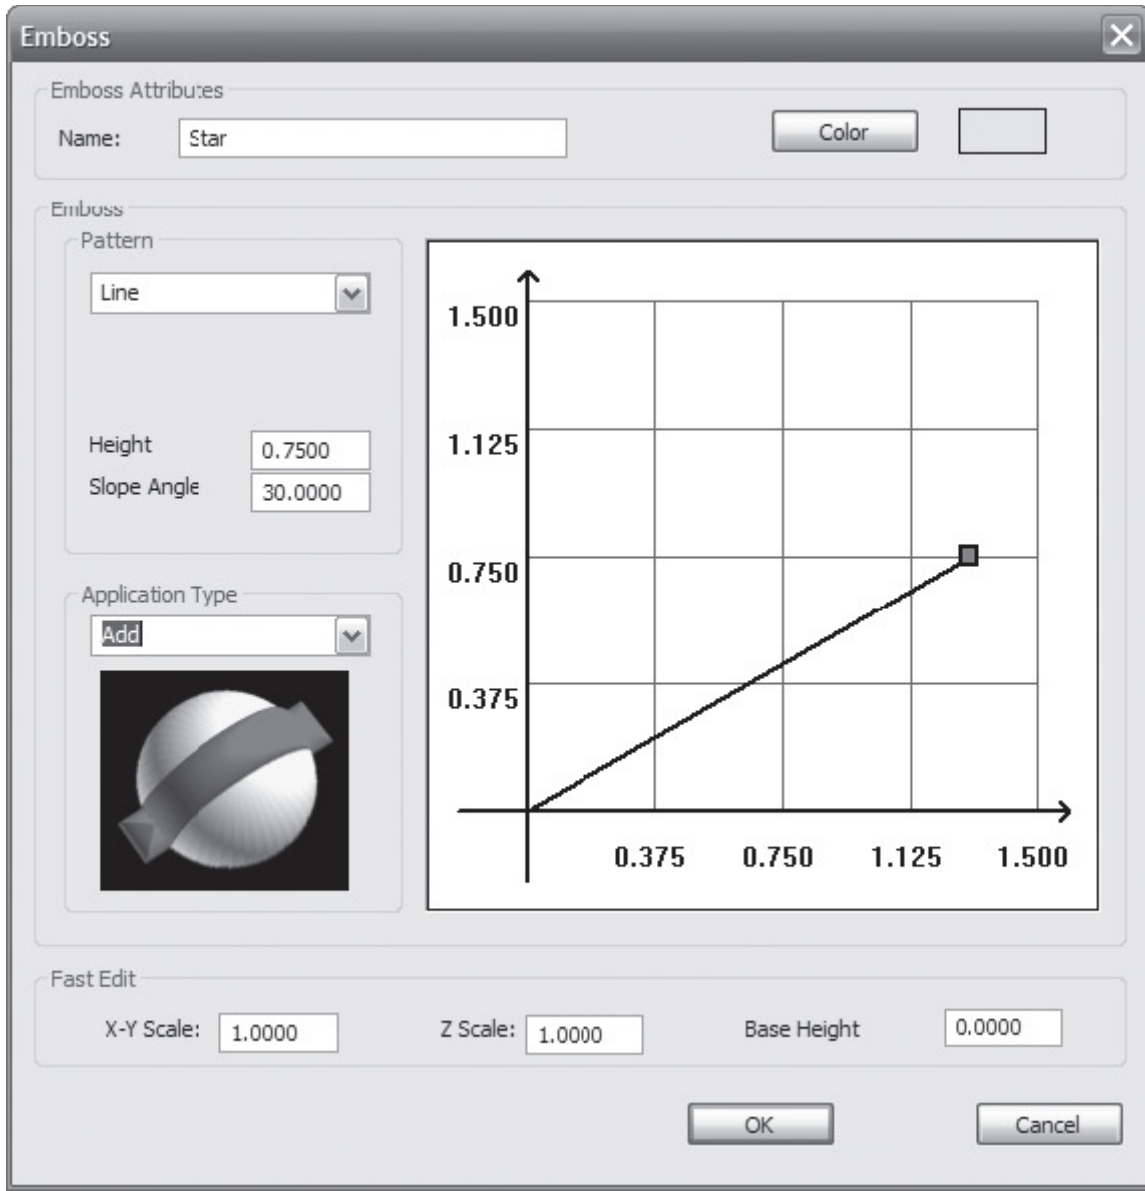 Emboss
Emboss Attributes
Name:
Star
Color
Emboss
Pattern
Line
Height
0.7500
Slope Angle
30.0000
Application Type
Add
1.500
1.125
0.750
0.375
0.375 0.750 1.125 1.500
Fast Edit
X-Y Scale: 1.0000 Z Scale: 1.0000 Base Height 0.0000
OK Cancel